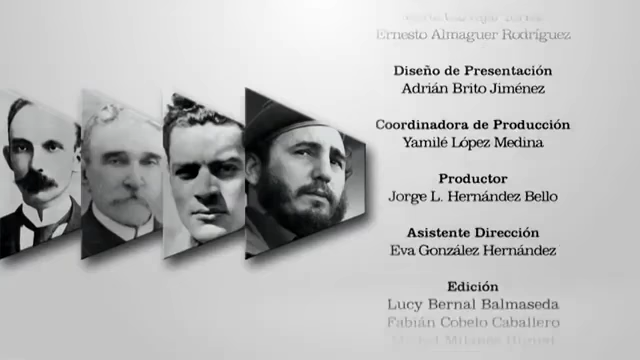 Ernesto Almaguer Rodríguez
Diseño de Presentación
Adrián Brito Jiménez
Coordinadora de Producción
Yamilé López Medina
Productor
Jorge L. Hernández Bello
Asistente Dirección
Eva González Hernández
Edición
Lucy Bernal Balmaseda
Fabián Cobelo Caballero